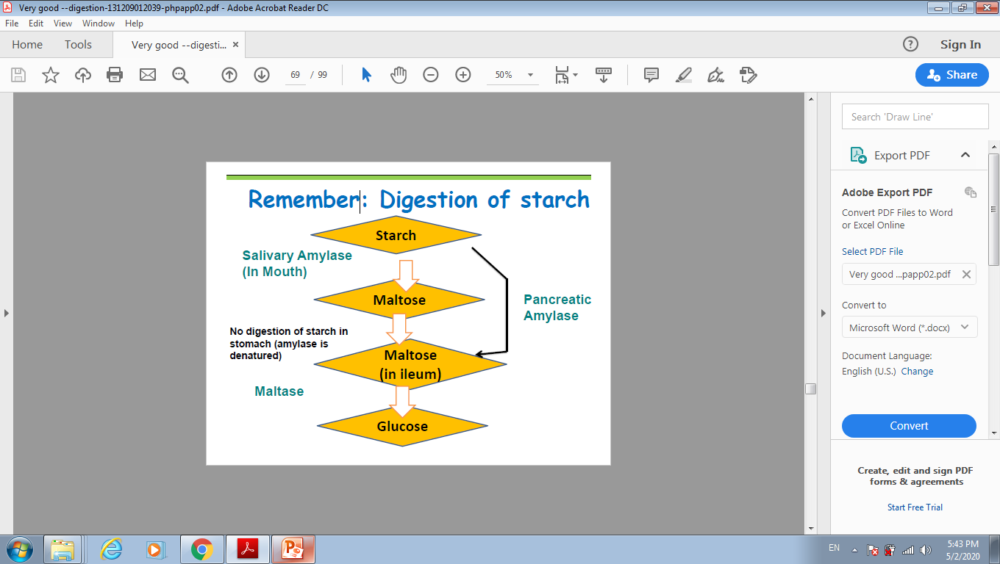 Very good --digestion-131209012039-phpapp02.pdf - Adobe Acrobat Reader DC
File Edit View Window Help
Home Tools Very good --digesti... ×
Sign In
69 / 99
50%
Share
Remember: Digestion of starch
Starch
Salivary Amylase
(In Mouth)
Maltose
Pancreatic
Amylase
No digestion of starch in
stomach (amylase is
denatured)
Maltose
(in ileum)
Maltase
Glucose
Search 'Draw Line'
Export PDF
Adobe Export PDF
Convert PDF Files to Word
or Excel Online
Select PDF File
Very good ...papp02.pdf
Convert to
Microsoft Word (*.docx)
Document Language:
English (U.S.) Change
Convert
Create, edit and sign PDF
forms & agreements
Start Free Trial
EN
5:43 PM
5/2/2020